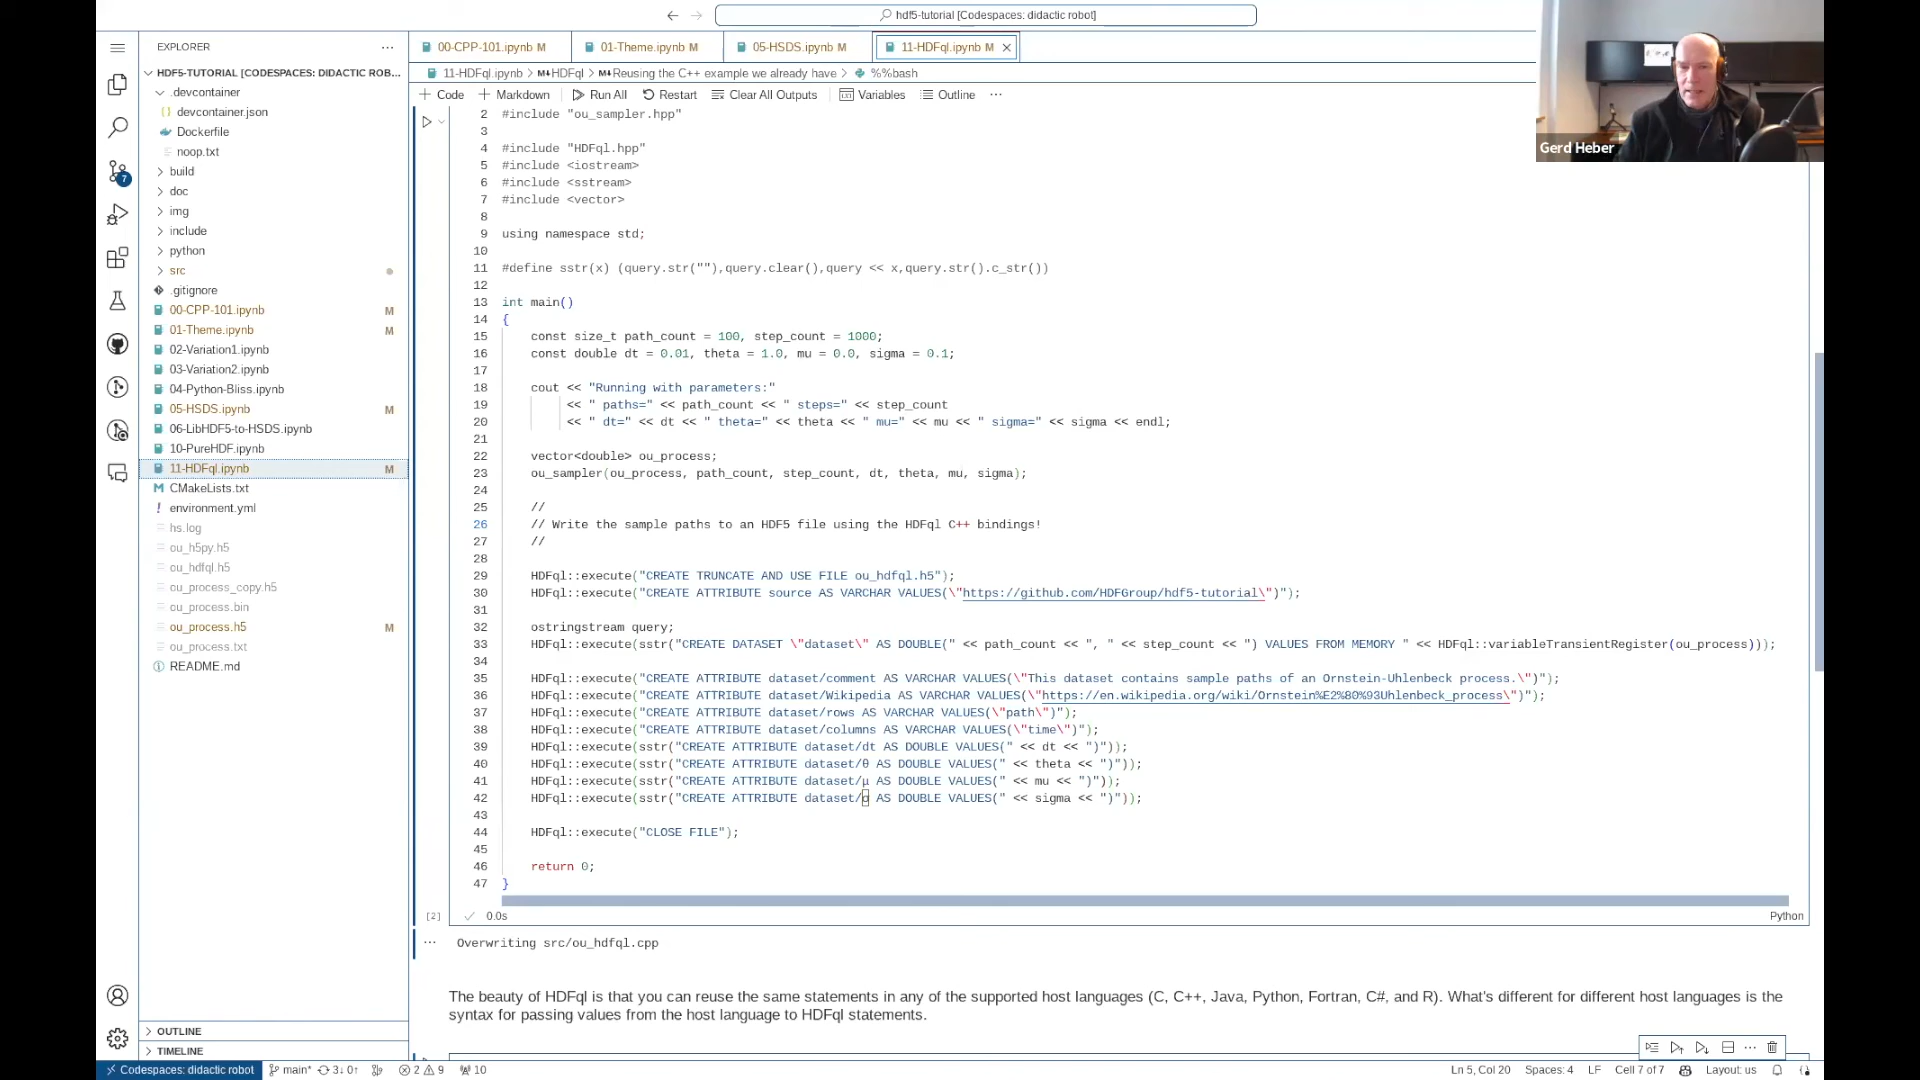 hdf5-tutorial [Codespaces: didactic robot]
EXPLORER
HDF5-TUTORIAL [CODESPACES: DIDACTIC ROB...
.devcontainer
devcontainer.json
Dockerfile
noop.txt
build
doc
img
include
python
src
.gitignore
00-CPP-101.ipynb M
01-Theme.ipynb M
02-Variation1.ipynb
03-Variation2.ipynb
04-Python-Bliss.ipynb
05-HSDS.ipynb M
06-LibHDF5-to-HSDS.ipynb
10-PureHDF.ipynb
11-HDFql.ipynb M
CMakeLists.txt
environment.yml
hs.log
ou_h5py.h5
ou_hdfql.h5
ou_process_copy.h5
ou_process.bin
ou_process.h5 M
ou_process.txt
README.md
OUTLINE
TIMELINE
7
00-CPP-101.ipynb M 01-Theme.ipynb M 05-HSDS.ipynb M 11-HDFql.ipynb M
11-HDFql.ipynb > M↓HDFql > M↓Reusing the C++ example we already have > %%bash
+ Code + Markdown Run All Restart Clear All Outputs Variables Outline ...
2 #include "ou_sampler.hpp"
3
4 #include "HDFql.hpp"
5 #include <iostream>
6 #include <sstream>
7 #include <vector>
8
9 using namespace std;
10
11 #define sstr(x) (query.str(""),query.clear(),query << x,query.str().c_str())
12
13 int main()
14 {
15 const size_t path_count = 100, step_count = 1000;
16 const double dt = 0.01, theta = 1.0, mu = 0.0, sigma = 0.1;
17
18 cout << "Running with parameters:"
19 << " paths=" << path_count << " steps=" << step_count
20 << " dt=" << dt << " theta=" << theta << " mu=" << mu << " sigma=" << sigma << endl;
21
22 vector<double> ou_process;
23 ou_sampler(ou_process, path_count, step_count, dt, theta, mu, sigma);
24
25 //
26 // Write the sample paths to an HDF5 file using the HDFql C++ bindings!
27 //
28
29 HDFql::execute("CREATE TRUNCATE AND USE FILE ou_hdfql.h5");
30 HDFql::execute("CREATE ATTRIBUTE source AS VARCHAR VALUES(\"https://github.com/HDFGroup/hdf5-tutorial\")");
31
32 ostringstream query;
33 HDFql::execute(sstr("CREATE DATASET \"dataset\" AS DOUBLE(" << path_count << ", " << step_count << ") VALUES FROM MEMORY " << HDFql::variableTransientRegister(ou_process)));
34
35 HDFql::execute("CREATE ATTRIBUTE dataset/comment AS VARCHAR VALUES(\"This dataset contains sample paths of an Ornstein-Uhlenbeck process.\")");
36 HDFql::execute("CREATE ATTRIBUTE dataset/Wikipedia AS VARCHAR VALUES(\"https://en.wikipedia.org/wiki/Ornstein%E2%80%93Uhlenbeck_process\")");
37 HDFql::execute("CREATE ATTRIBUTE dataset/rows AS VARCHAR VALUES(\"path\")");
38 HDFql::execute("CREATE ATTRIBUTE dataset/columns AS VARCHAR VALUES(\"time\")");
39 HDFql::execute(sstr("CREATE ATTRIBUTE dataset/dt AS DOUBLE VALUES(" << dt << ")"));
40 HDFql::execute(sstr("CREATE ATTRIBUTE dataset/θ AS DOUBLE VALUES(" << theta << ")"));
41 HDFql::execute(sstr("CREATE ATTRIBUTE dataset/μ AS DOUBLE VALUES(" << mu << ")"));
42 HDFql::execute(sstr("CREATE ATTRIBUTE dataset/σ AS DOUBLE VALUES(" << sigma << ")"));
43
44 HDFql::execute("CLOSE FILE");
45
46 return 0;
47 }
[2] 0.0s Python
Overwriting src/ou_hdfql.cpp
The beauty of HDFql is that you can reuse the same statements in any of the supported host languages (C, C++, Java, Python, Fortran, C#, and R). What's different for different host languages is the
syntax for passing values from the host language to HDFql statements.
Gerd Heber
Codespaces: didactic robot main* 3↓ 0↑ 2 9 10 Ln 5, Col 20 Spaces: 4 LF Cell 7 of 7 Layout: us